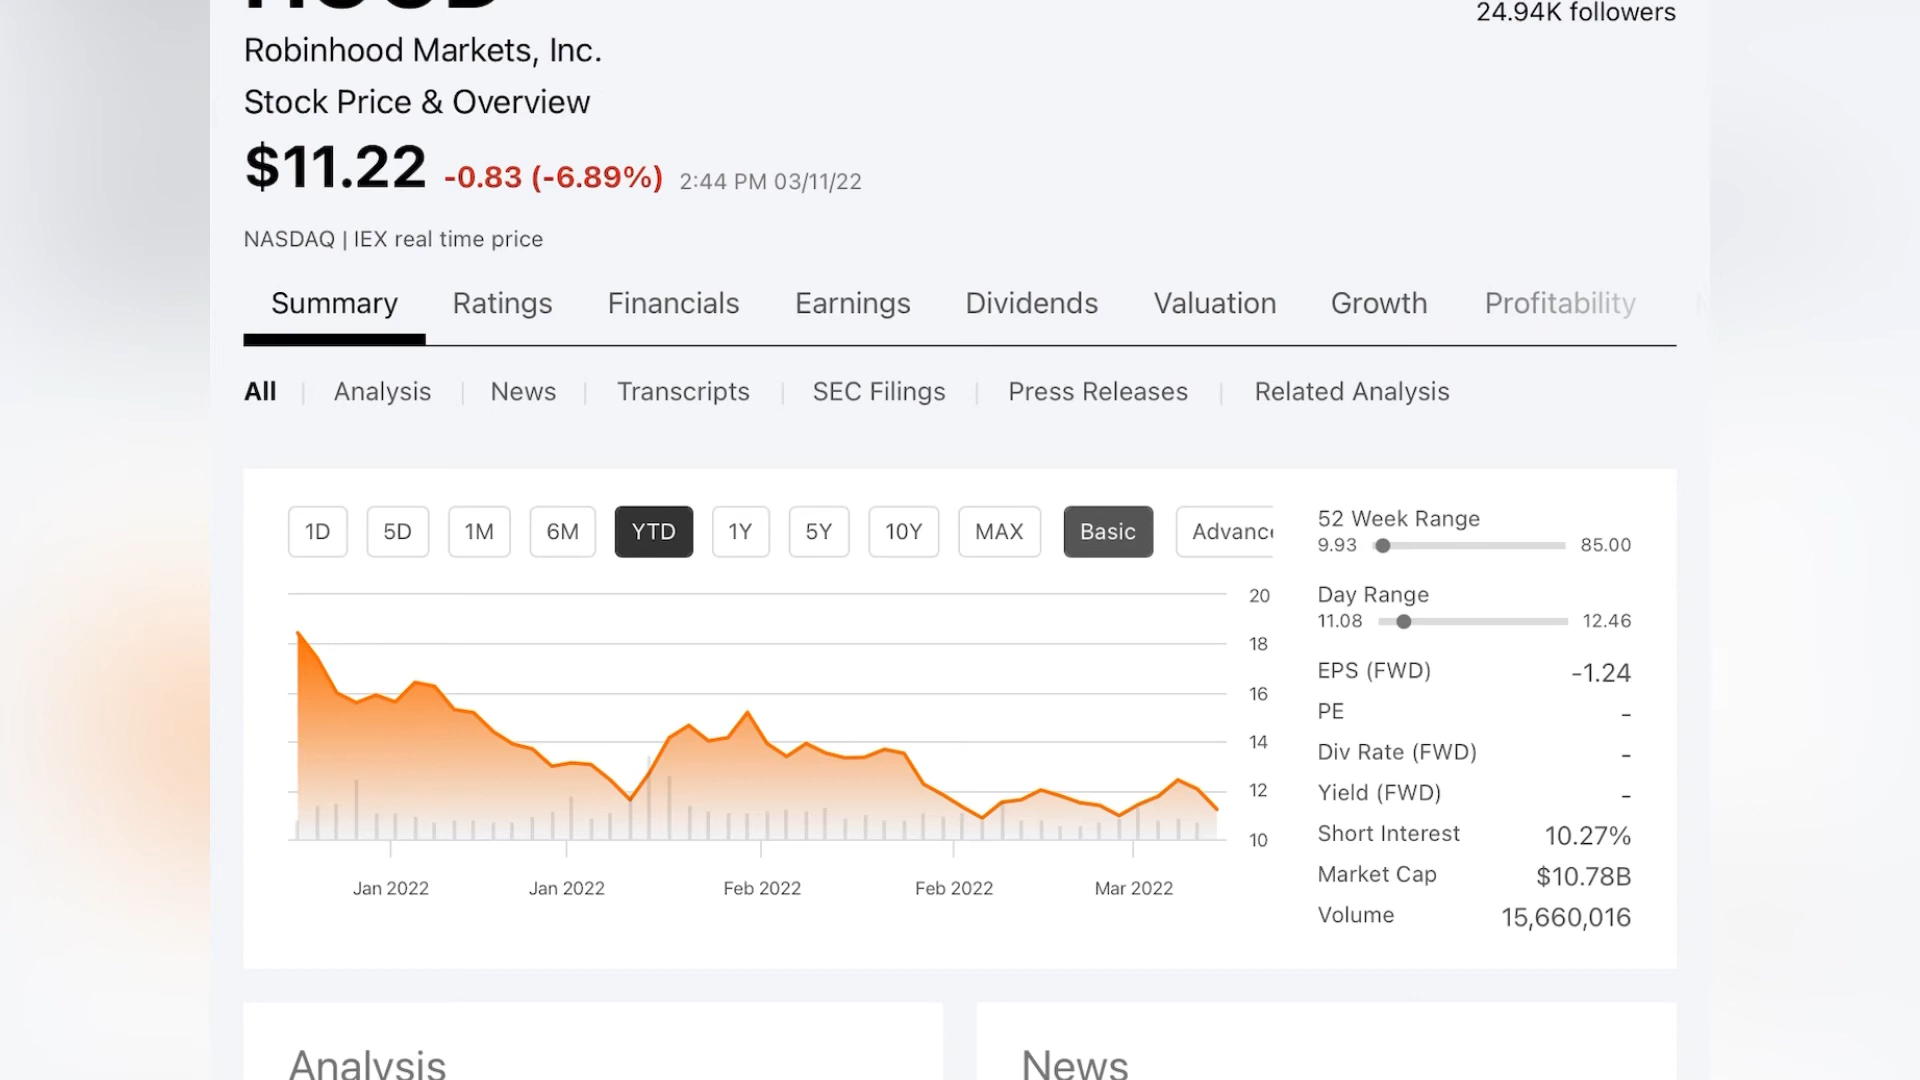 HOOD
24.94K followers
Robinhood Markets, Inc.
Stock Price & Overview
$11.22 -0.83 (-6.89%) 2:44 PM 03/11/22
NASDAQ | IEX real time price
Summary Ratings Financials Earnings Dividends Valuation Growth Profitability
All | Analysis | News | Transcripts | SEC Filings | Press Releases | Related Analysis
1D 5D 1M 6M YTD 1Y 5Y 10Y MAX Basic Advance
20
18
16
14
12
10
Jan 2022 Jan 2022 Feb 2022 Feb 2022 Mar 2022
52 Week Range
9.93 85.00
Day Range
11.08 12.46
EPS (FWD) -1.24
PE -
Div Rate (FWD) -
Yield (FWD) -
Short Interest 10.27%
Market Cap $10.78B
Volume 15,660,016
Analysis
News